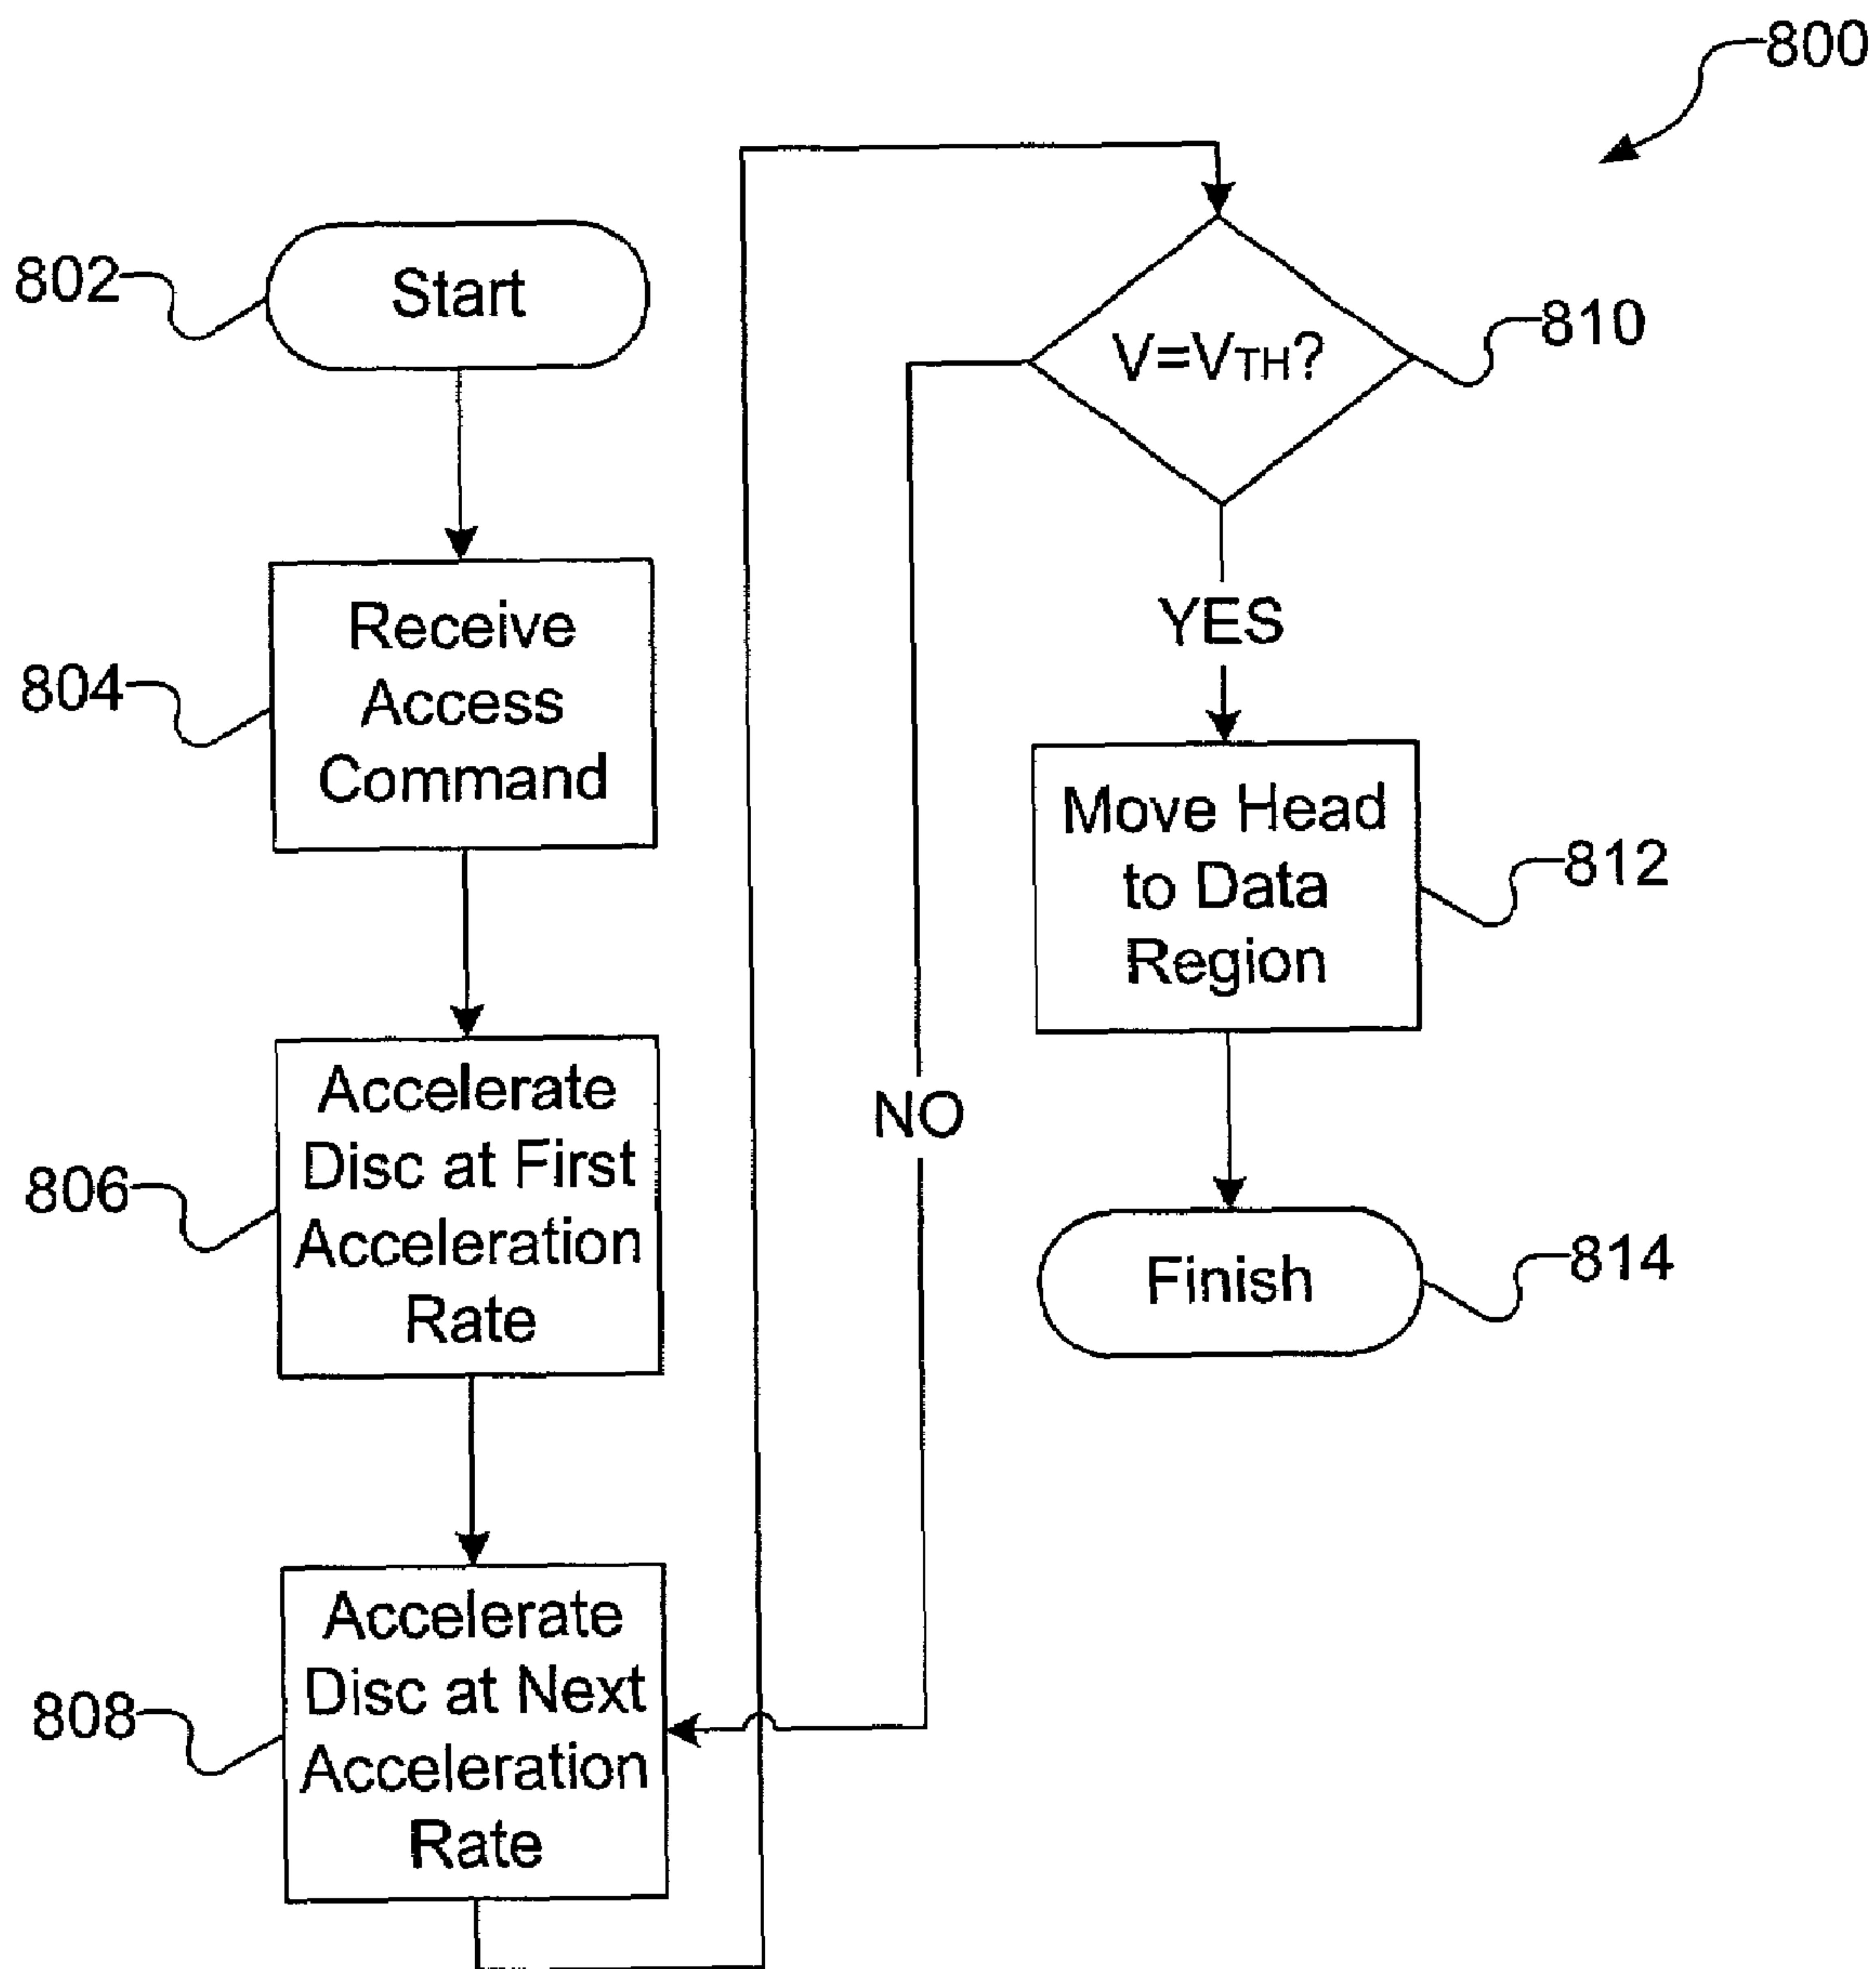 800
802
Start
804
Receive
Access
Command
806
Accelerate
Disc at First
Acceleration
Rate
808
Accelerate
Disc at Next
Acceleration
Rate
V=VTH?
810
YES
NO
Move Head
to Data
Region
812
Finish
814